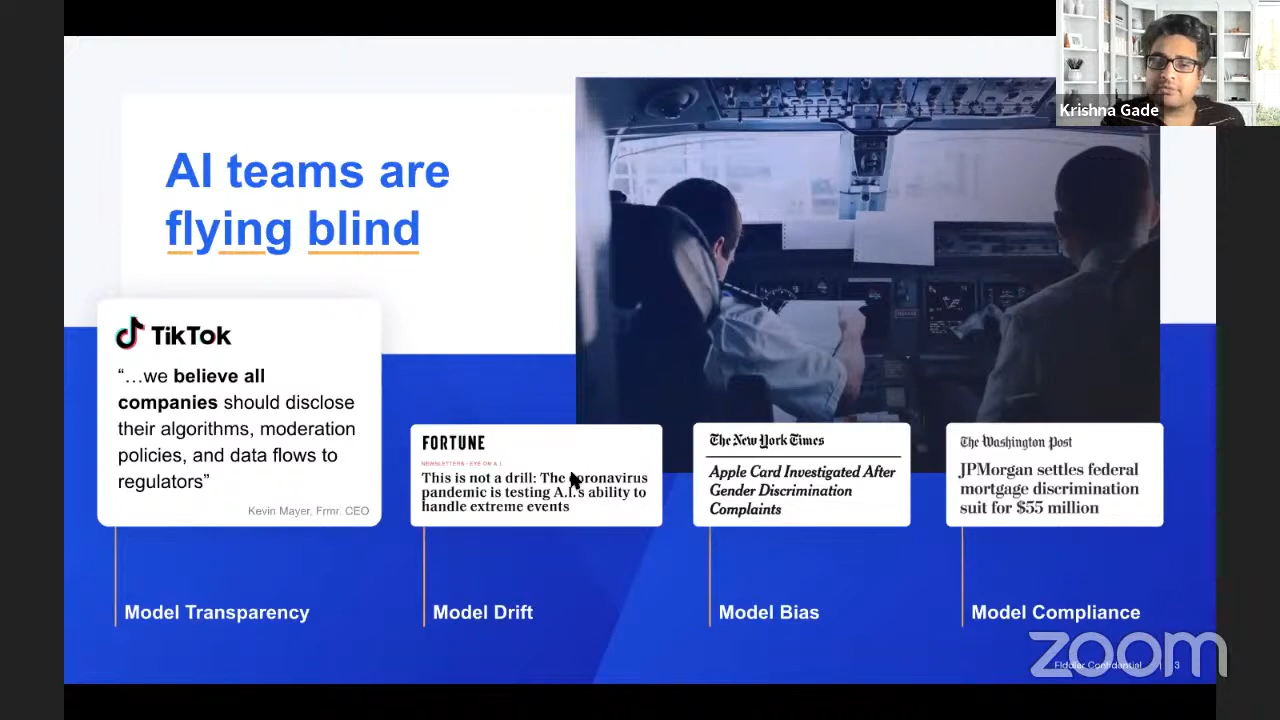 Krishna Gade
AI teams are
flying blind
TikTok
“…we believe all
companies should disclose
their algorithms, moderation
policies, and data flows to
regulators”
Kevin Mayer, Frmr. CEO
FORTUNE
NEWSLETTERS · EYE ON A.I.
This is not a drill: The coronavirus
pandemic is testing A.I.'s ability to
handle extreme events
The New York Times
Apple Card Investigated After
Gender Discrimination
Complaints
The Washington Post
JPMorgan settles federal
mortgage discrimination
suit for $55 million
Model Transparency
Model Drift
Model Bias
Model Compliance
Fiddler Confidential | 3
zoom